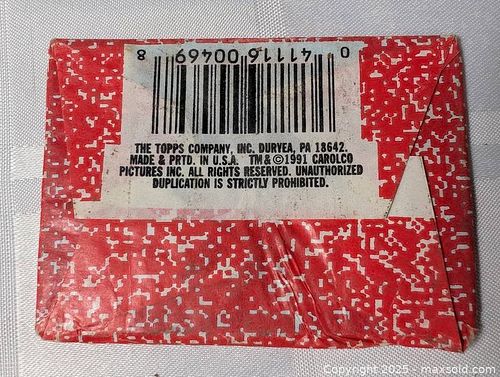 0 41116 00469 8
THE TOPPS COMPANY, INC. DURYEA, PA 18642.
MADE & PRTD. IN U.S.A. TM & © 1991 CAROLCO
PICTURES INC. ALL RIGHTS RESERVED. UNAUTHORIZED
DUPLICATION IS STRICTLY PROHIBITED.
Copyright 2025 - maxsold.com